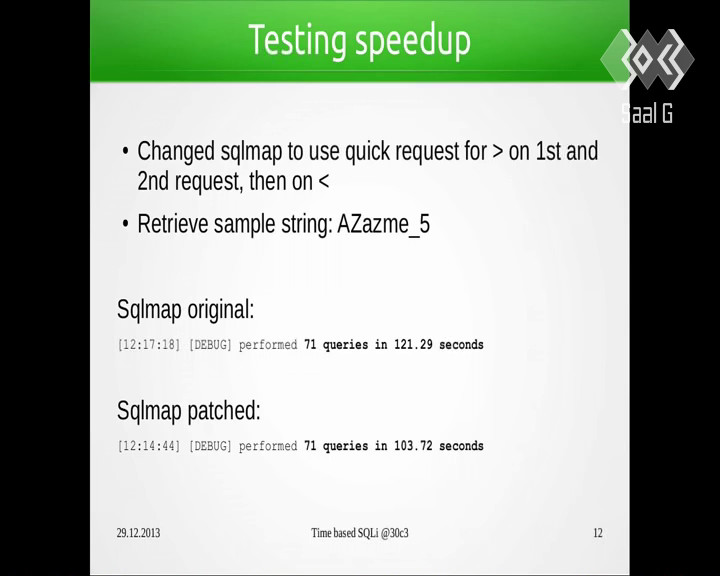 Testing speedup
Saal G
• Changed sqlmap to use quick request for > on 1st and
2nd request, then on <
• Retrieve sample string: AZazme_5
Sqlmap original:
[12:17:18] [DEBUG] performed 71 queries in 121.29 seconds
Sqlmap patched:
[12:14:44] [DEBUG] performed 71 queries in 103.72 seconds
29.12.2013 Time based SQLi @30c3 12